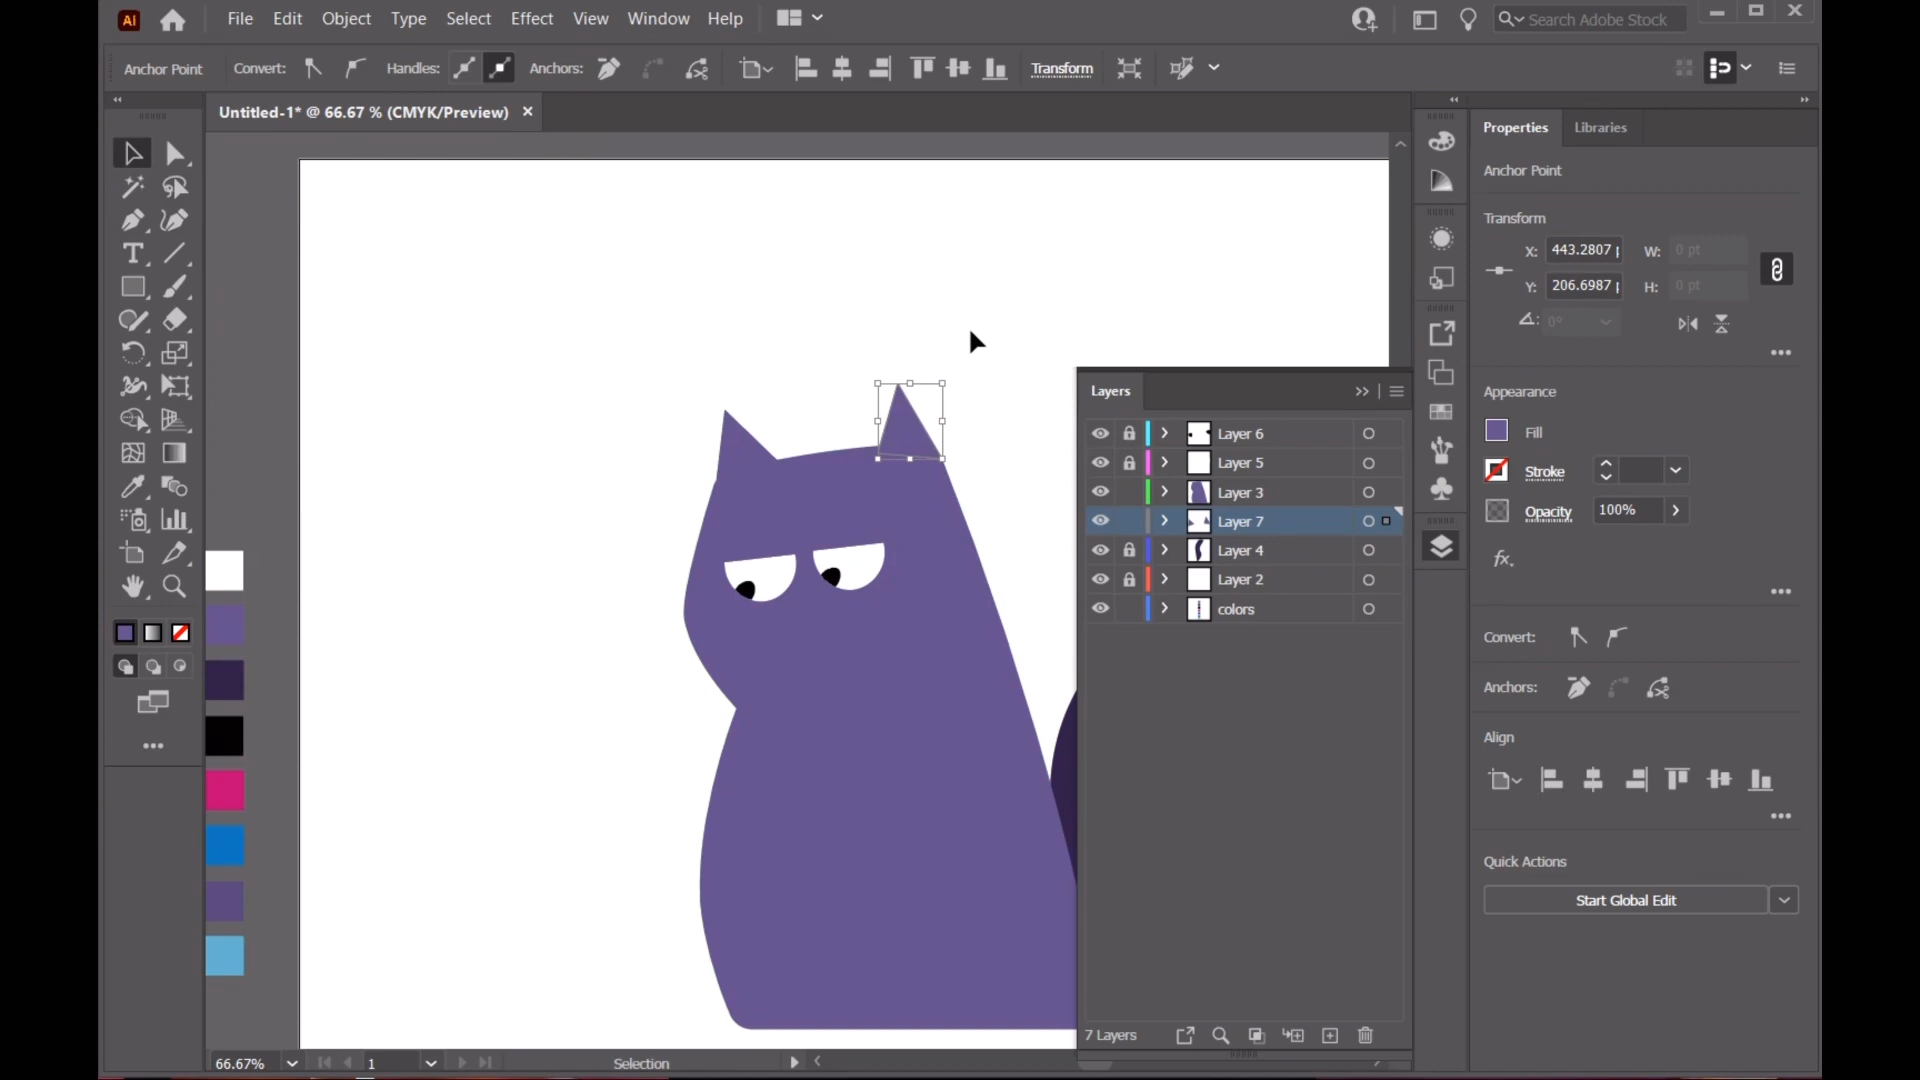 Ai File Edit Object Type Select Effect View Window Help Search Adobe Stock
Anchor Point Convert: Handles: Anchors: Transform
Untitled-1* @ 66.67 % (CMYK/Preview)
Properties Libraries
Anchor Point
Transform
X: 443.2807 p W: 0 pt
Y: 206.6987 p H: 0 pt
0°
Appearance
Fill
Stroke
Opacity 100%
fx.
Convert:
Anchors:
Align
Quick Actions
Start Global Edit
Layers
Layer 6
Layer 5
Layer 3
Layer 7
Layer 4
Layer 2
colors
7 Layers
66.67% 1 Selection